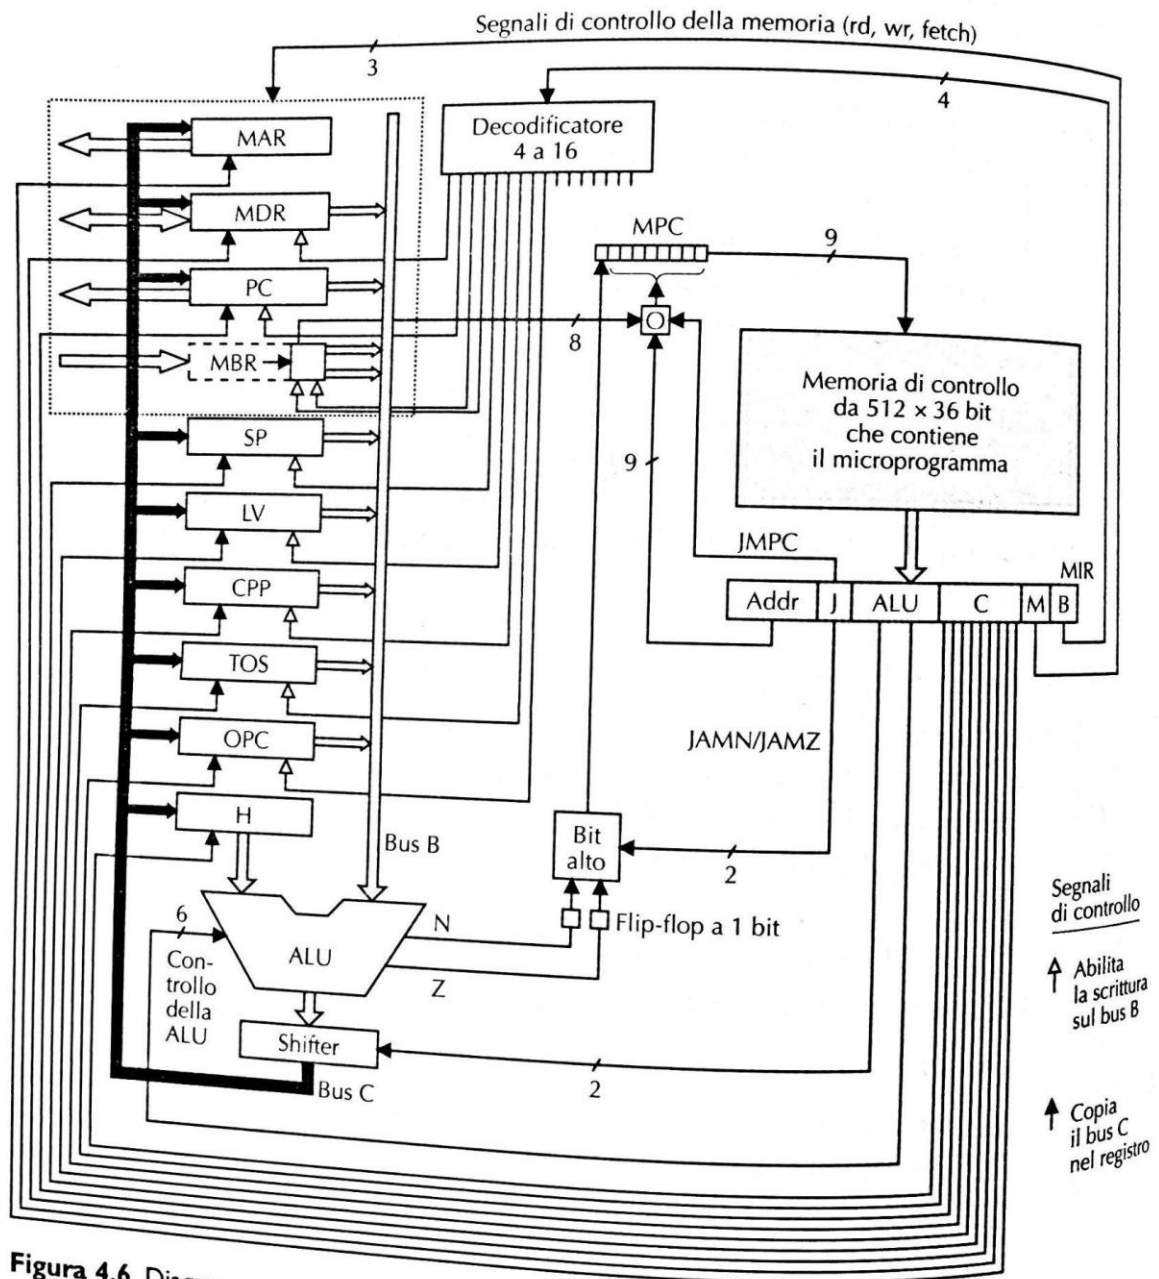 Segnali di controllo della memoria (rd, wr, fetch)
3
4
Decodificatore
4 a 16
MAR
MDR
PC
MBR
SP
LV
CPP
TOS
OPC
H
MPC
9
O
8
9
Memoria di controllo
da 512 × 36 bit
che contiene
il microprogramma
JMPC
MIR
Addr
J
ALU
C
M
B
JAMN/JAMZ
Bus B
Bit
alto
2
6
N
Flip-flop a 1 bit
ALU
Z
Con-
trollo
della
ALU
Shifter
Bus C
2
Segnali
di controllo
Abilita
la scrittura
sul bus B
Copia
il bus C
nel registro
Figura 4.6